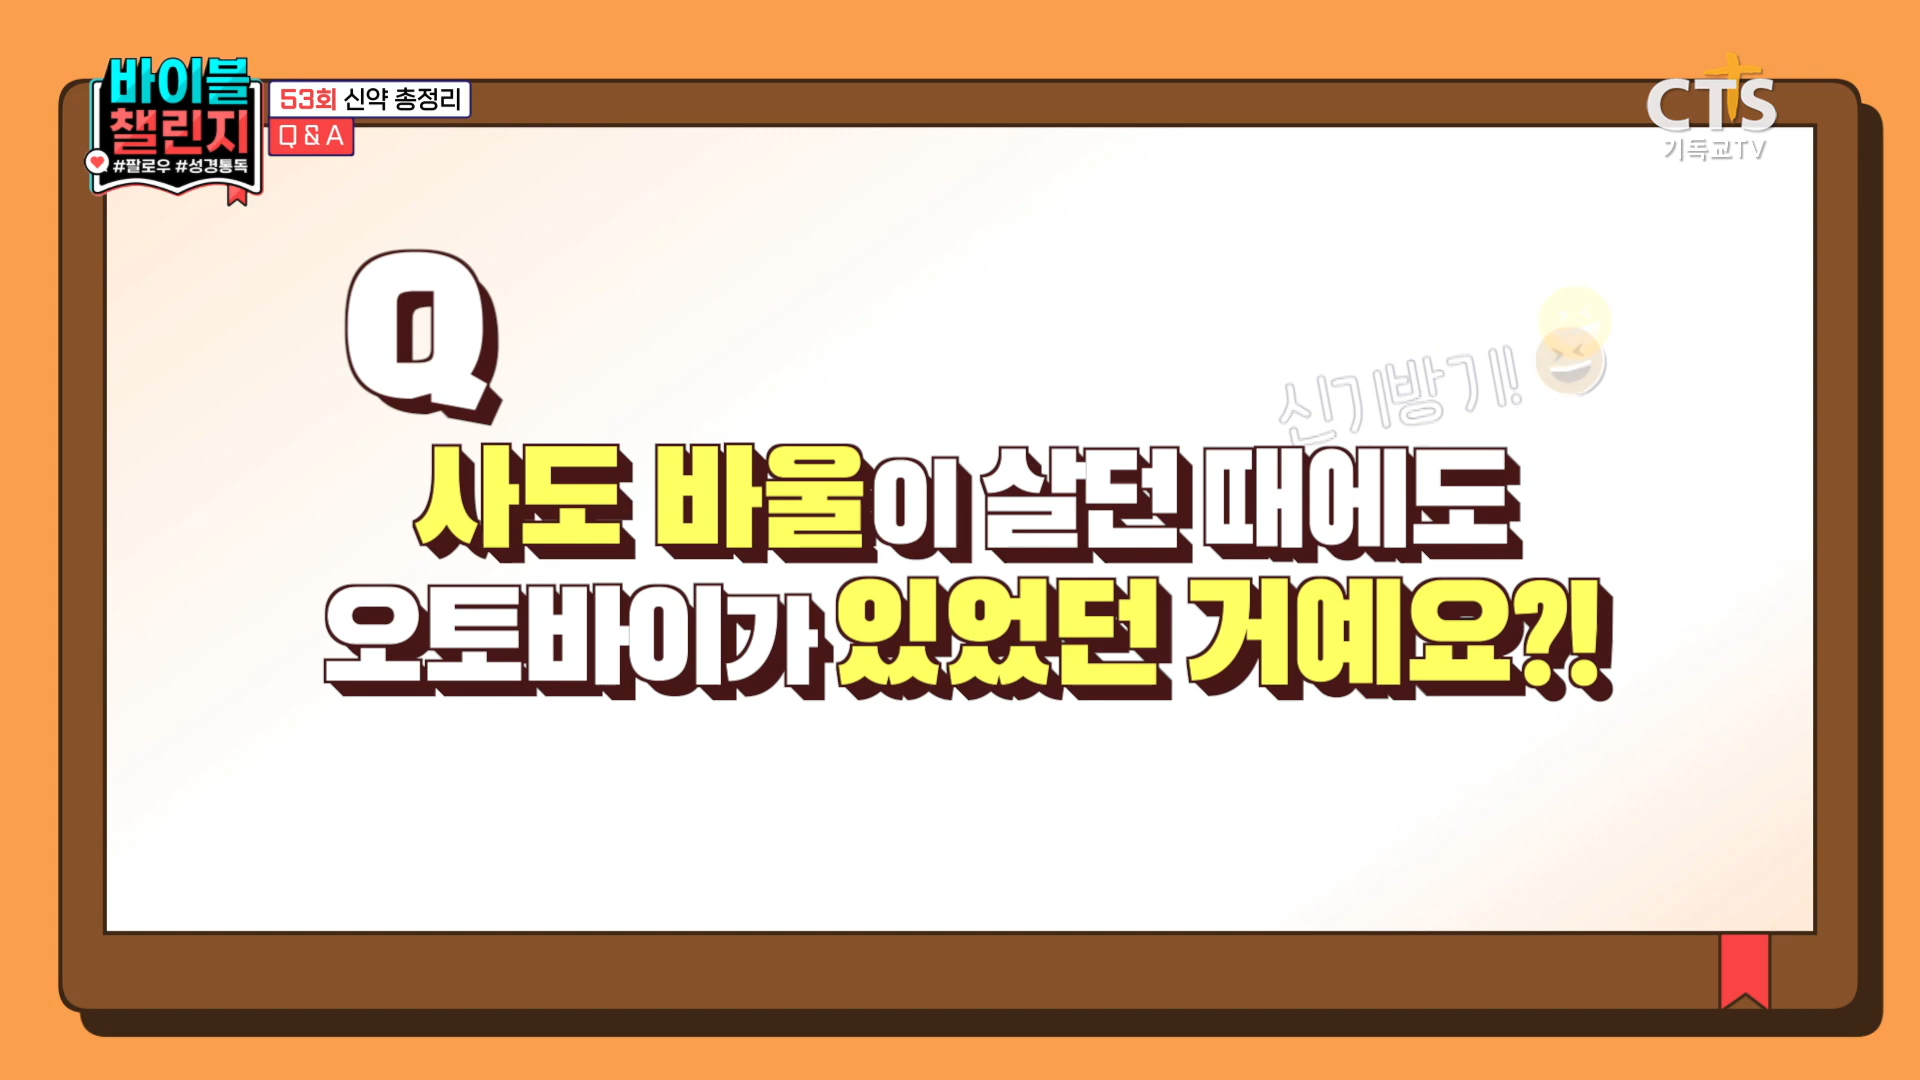 바이블
챌린지
#팔로우 #성경통독
53회 신약 총정리
Q & A
CTS
기독교TV
Q
신기방기!
사도 바울이 살던 때에도
오토바이가 있었던 거예요?!